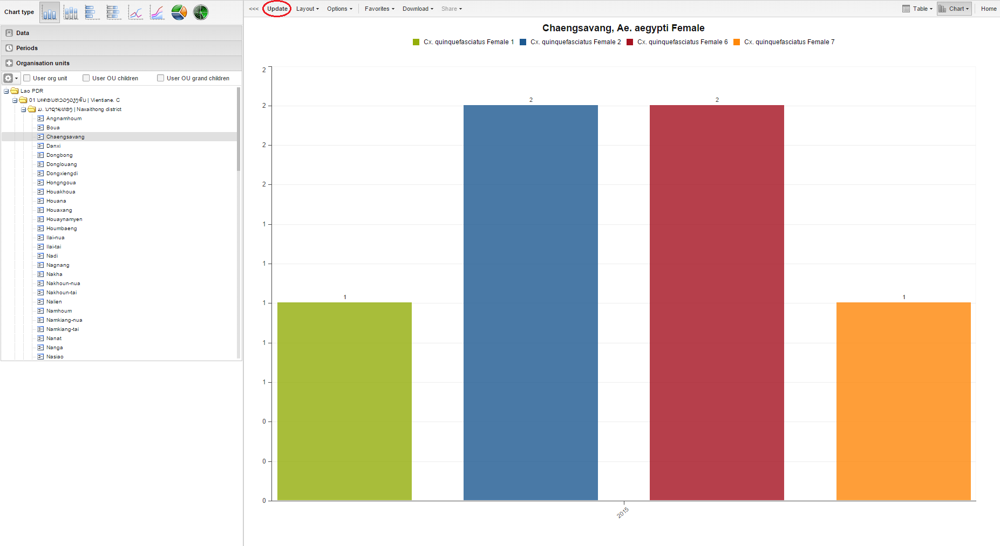 Chart type
<<< Update Layout Options Favorites Download Share Table Chart Home
Data
Periods
Organisation units
User org unit User OU children User OU grand children
Lao PDR
01 ນະຄອນຫວວງວຽງຈັນ | Vientiane. C
ມ. ນາຊາຍທອງ | Naxaithong district
Angnamhoum
Boua
Chaengsavang
Danxi
Dongbong
Donglouang
Dongxiengdi
Hongngoua
Houakhoua
Houana
Houaxang
Houaynamyen
Houmbaeng
Ilai-nua
Ilai-tai
Nadi
Nagnang
Nakha
Nakhoun-nua
Nakhoun-tai
Nalien
Namhoum
Namkiang-nua
Namkiang-tai
Nanat
Nanga
Nasiao
Chaengsavang, Ae. aegypti Female
Cx. quinquefasciatus Female 1 Cx. quinquefasciatus Female 2 Cx. quinquefasciatus Female 6 Cx. quinquefasciatus Female 7
2
2
2
2
1
1
1
1
1
0
0
0
1
2
2
1
2015